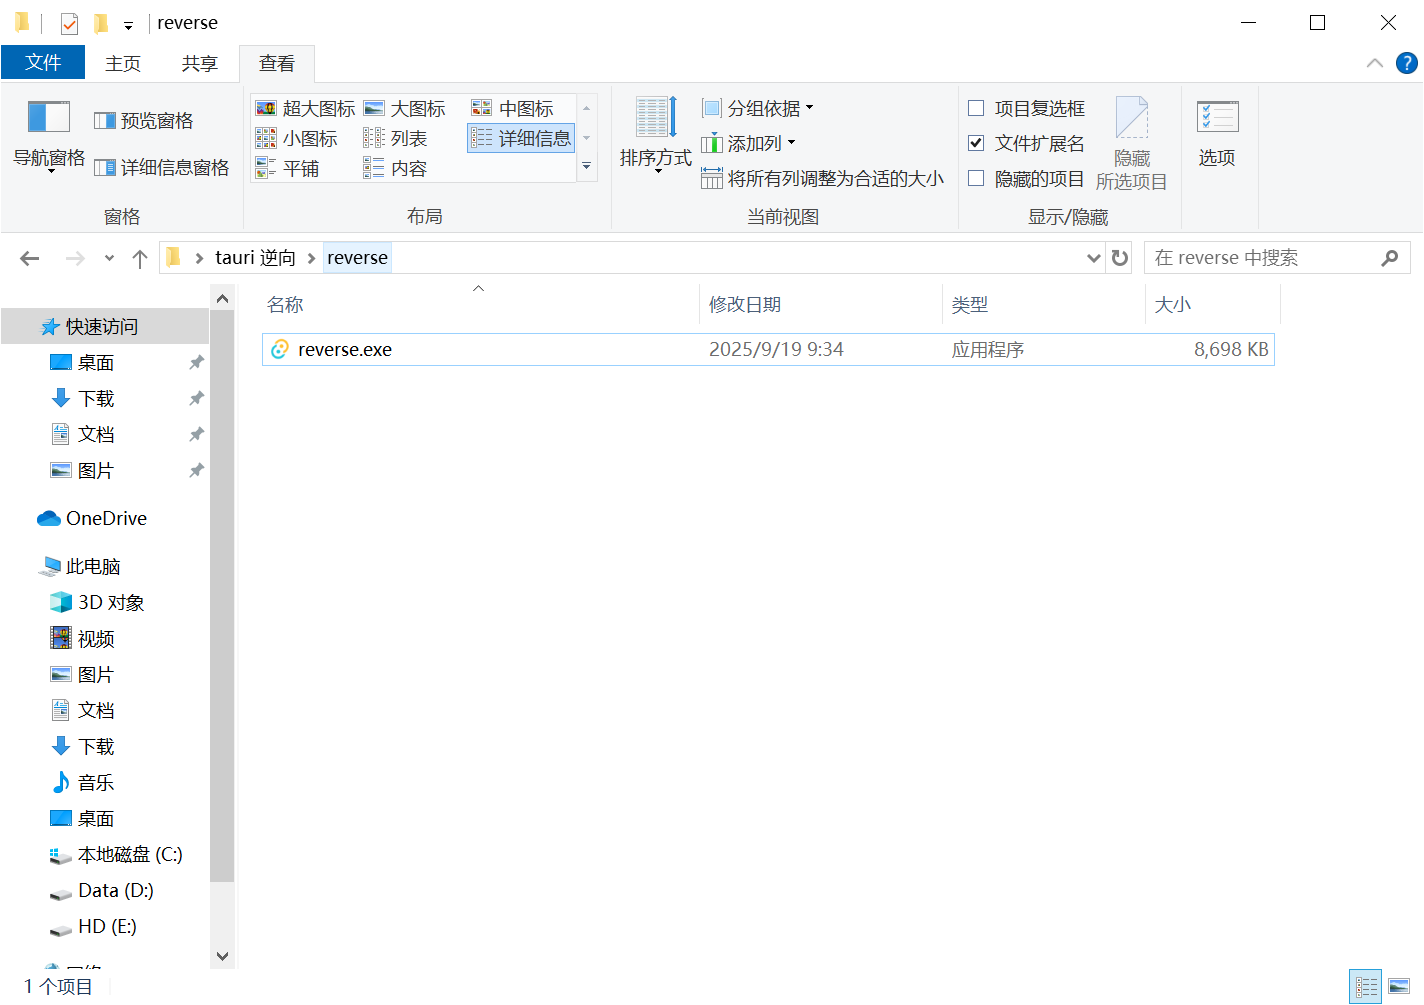 reverse
文件 主页 共享 查看
导航窗格
预览窗格
详细信息窗格
窗格
超大图标 大图标 中图标
小图标 列表 详细信息
平铺 内容
布局
排序方式
分组依据
添加列
将所有列调整为合适的大小
当前视图
项目复选框
文件扩展名
隐藏的项目
隐藏
所选项目
显示/隐藏
选项
tauri 逆向 reverse
在 reverse 中搜索
名称 修改日期 类型 大小
reverse.exe 2025/9/19 9:34 应用程序 8,698 KB
快速访问
桌面
下载
文档
图片
OneDrive
此电脑
3D 对象
视频
图片
文档
下载
音乐
桌面
本地磁盘 (C:)
Data (D:)
HD (E:)
1 个项目